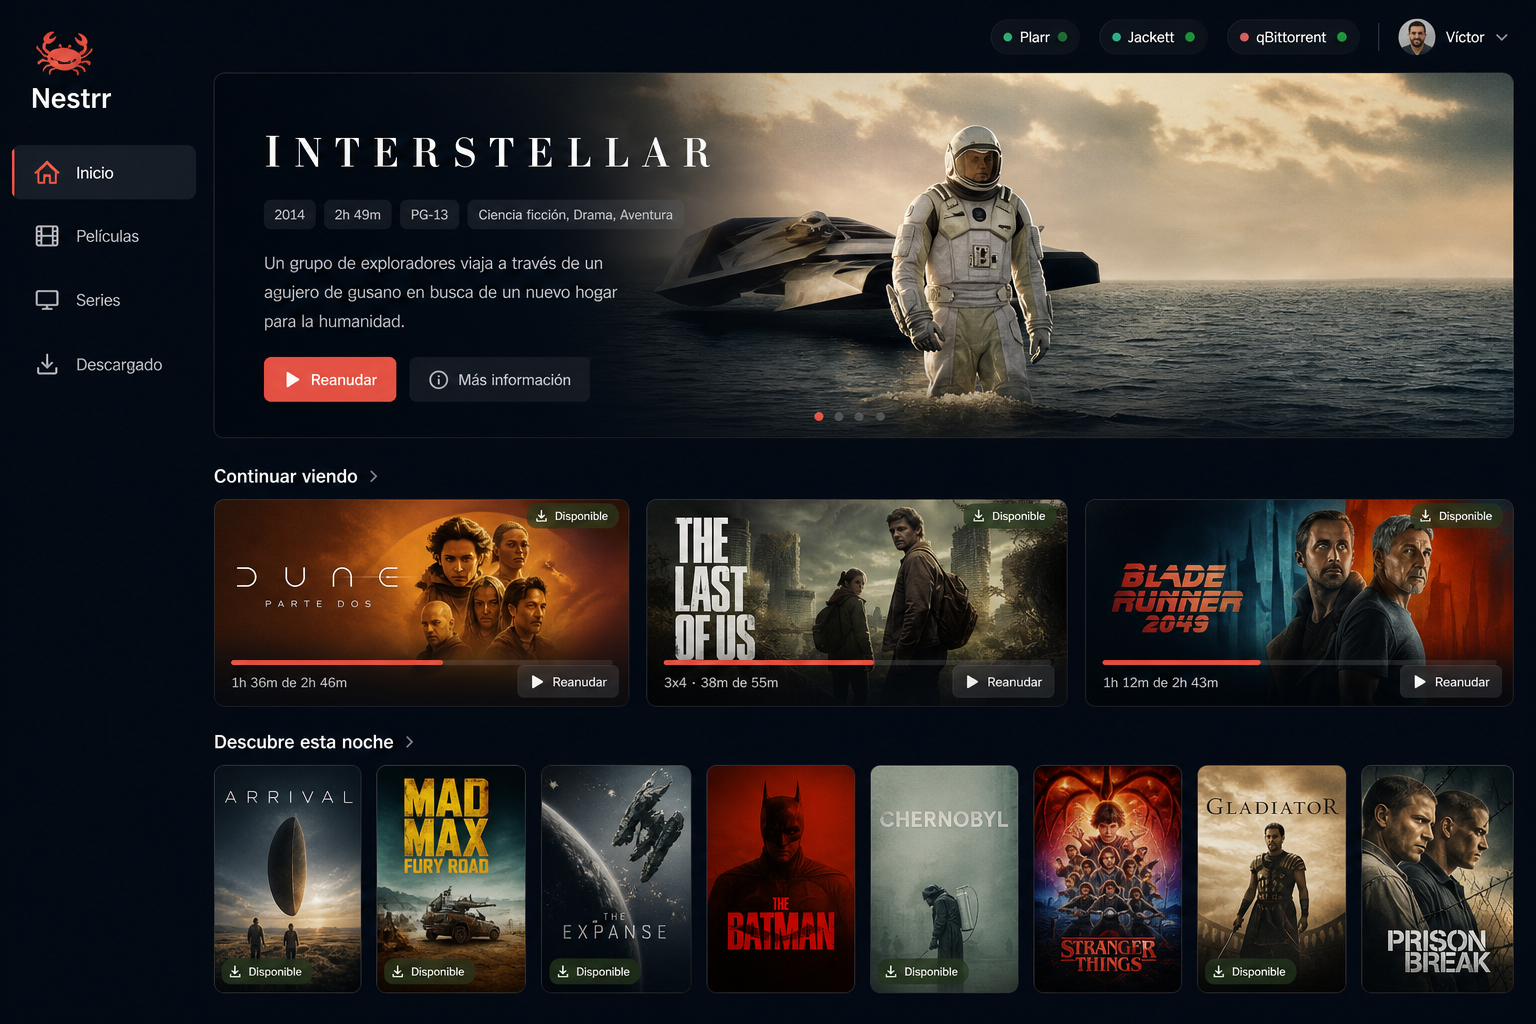 Nestrr
Plarr
Jackett
qBittorrent
Víctor
Inicio
Películas
Series
Descargado
INTERSTELLAR
2014
2h 49m
PG-13
Ciencia ficción, Drama, Aventura
Un grupo de exploradores viaja a través de un
agujero de gusano en busca de un nuevo hogar
para la humanidad.
Reanudar
Más información
Continuar viendo
Disponible
DUNE
PARTE DOS
1h 36m de 2h 46m
Reanudar
Disponible
THE
LAST
OF US
3x4 · 38m de 55m
Reanudar
Disponible
BLADE
RUNNER
2049
1h 12m de 2h 43m
Reanudar
Descubre esta noche
ARRIVAL
Disponible
MAD
MAX
FURY ROAD
Disponible
THE
EXPANSE
Disponible
THE
BATMAN
CHERNOBYL
Disponible
STRANGER
THINGS
GLADIATOR
Disponible
PRISON
BREAK